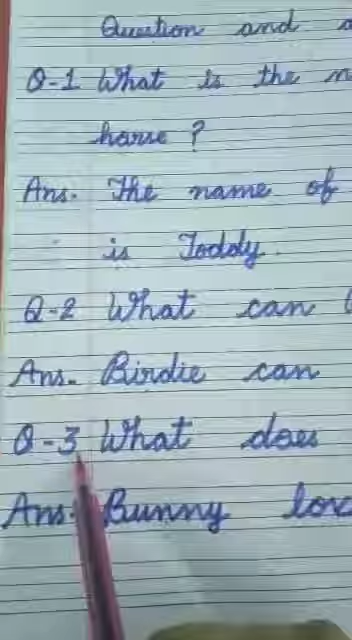 Question and
Q-1 What is the
horse ?
Ans. The name of
is Toddy.
Q-2 What can
Ans. Birdie can
Q-3 What does
Ans. Bunny